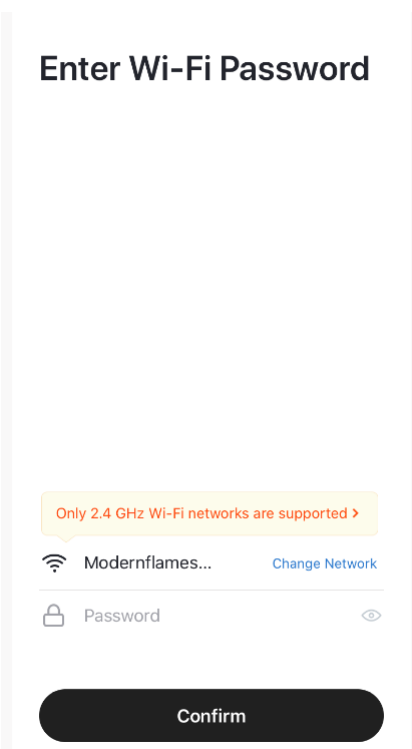 Enter Wi-Fi Password
Only 2.4 GHz Wi-Fi networks are supported >
Modernflames... Change Network
Password
Confirm